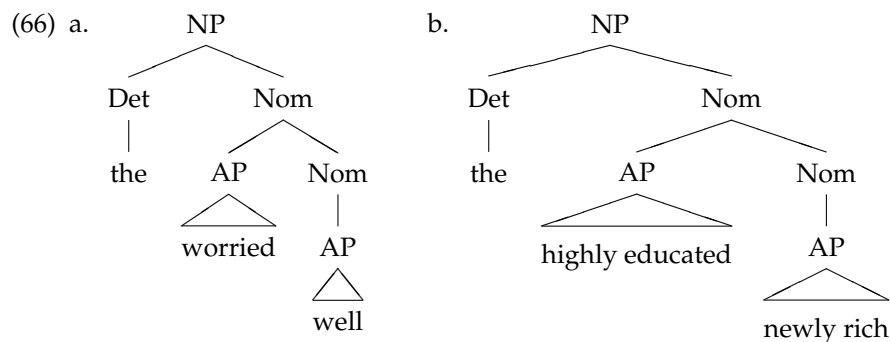 (66) a. NP b. NP
Det Nom Det Nom
the AP Nom the AP Nom
worried AP highly educated AP
well newly rich